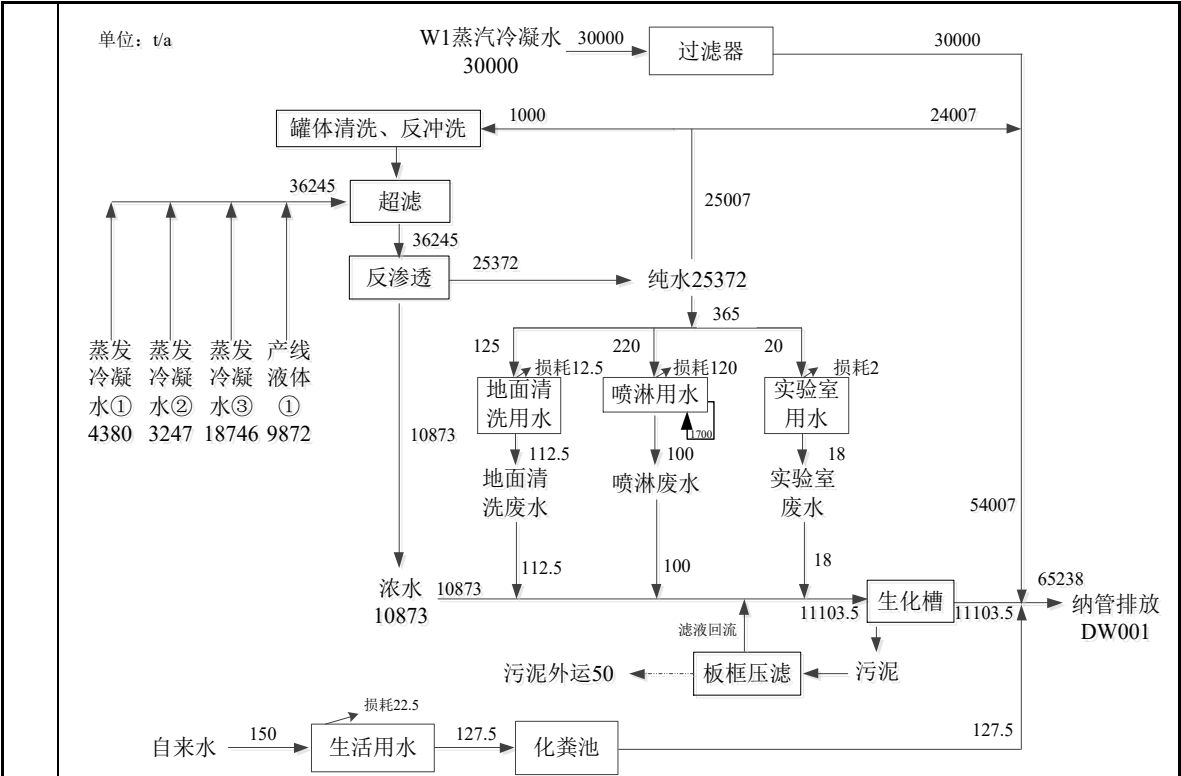 单位：t/a
W1蒸汽冷凝水
30000
30000
过滤器
30000
罐体清洗、反冲洗
1000
24007
36245
超滤
25007
36245
反渗透
25372
纯水25372
365
蒸发
冷凝
水①
4380
蒸发
冷凝
水②
3247
蒸发
冷凝
水③
18746
产线
液体
①
9872
125
220
20
损耗12.5
损耗120
损耗2
地面清
洗用水
喷淋用水
实验室
用水
1700
10873
112.5
100
18
地面清
洗废水
喷淋废水
实验室
废水
54007
112.5
100
18
浓水
10873
10873
11103.5
生化槽
11103.5
65238
纳管排放
DW001
滤液回流
污泥外运50
板框压滤
污泥
损耗22.5
自来水
150
生活用水
127.5
化粪池
127.5